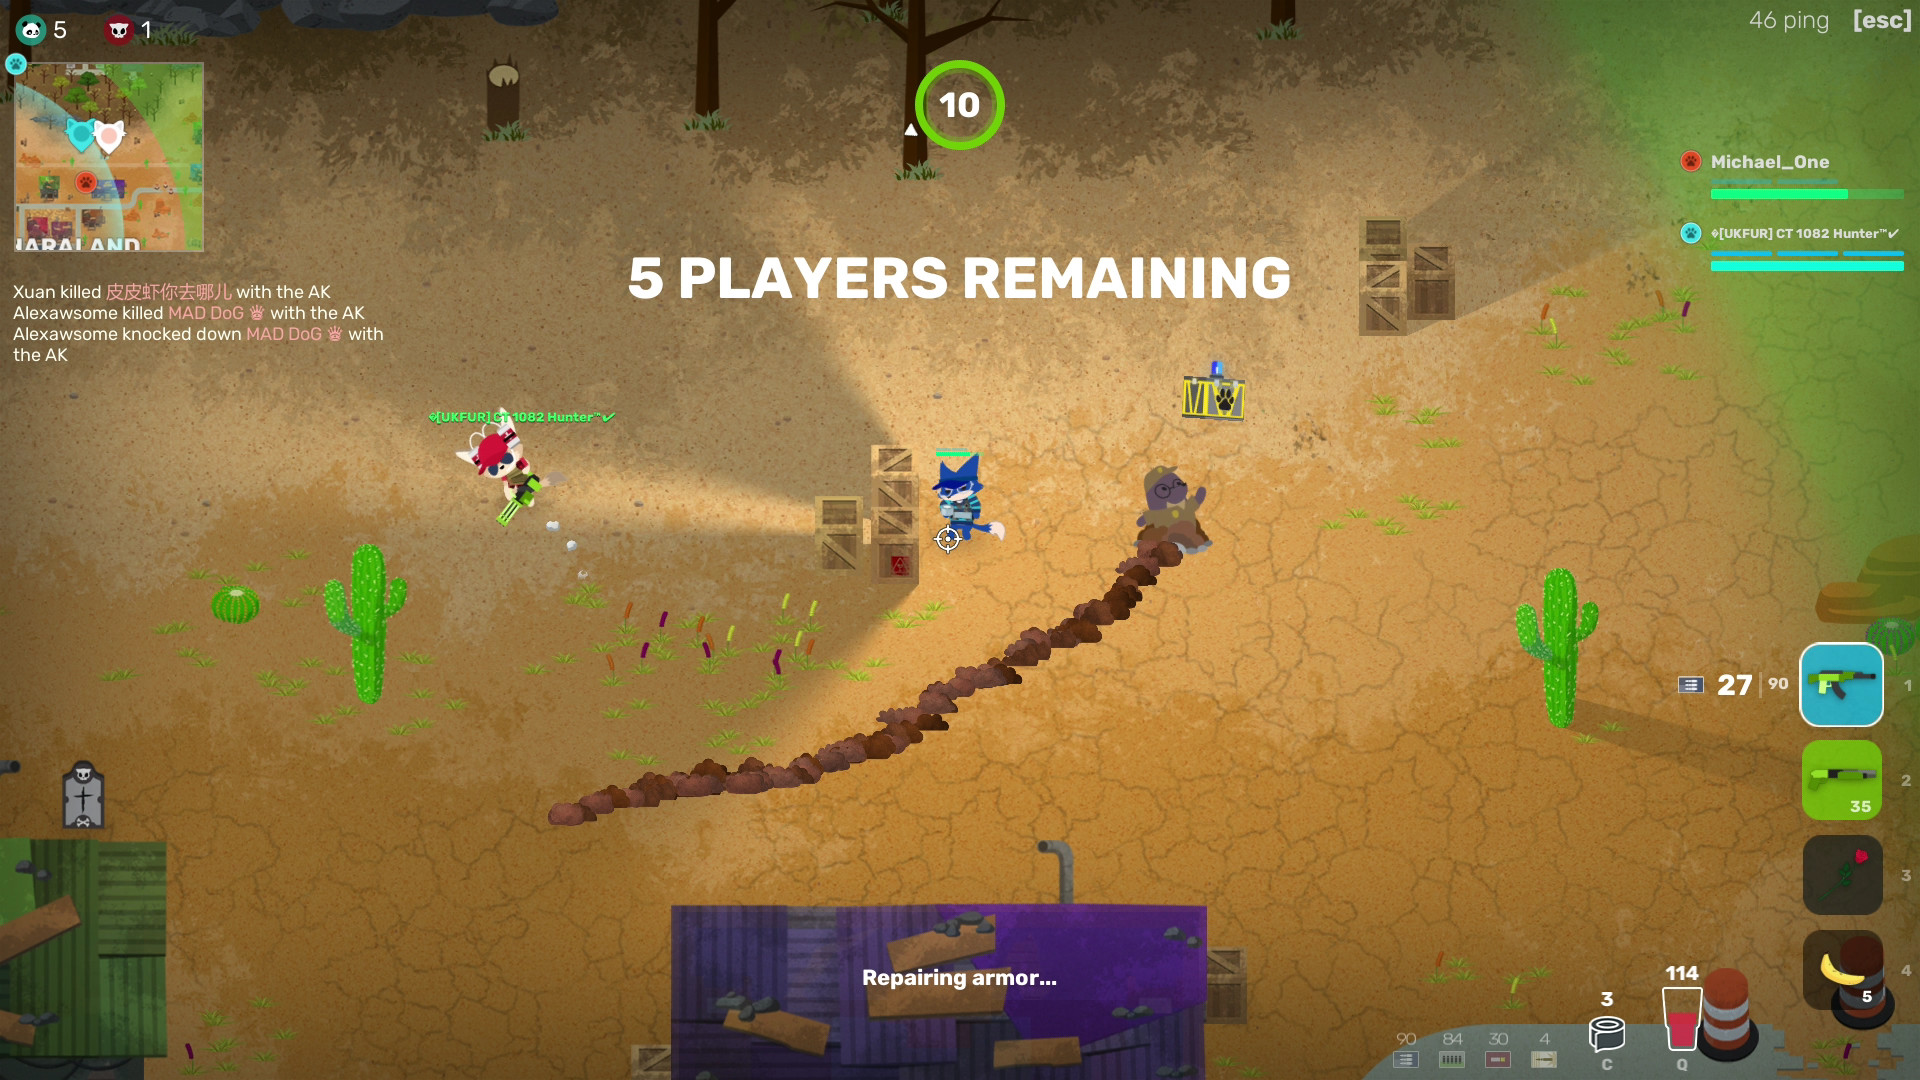 5
1
46 ping [esc]
10
Michael_One
[UKFUR] CT 1082 Hunter™✓
5 PLAYERS REMAINING
Xuan killed 皮皮虾你去哪儿 with the AK
Alexawsome killed MAD DoG with the AK
Alexawsome knocked down MAD DoG with
the AK
[UKFUR] CT 1082 Hunter™✓
27 | 90
1
2
35
3
4
5
Repairing armor...
114
3
90 84 30 4
C
Q